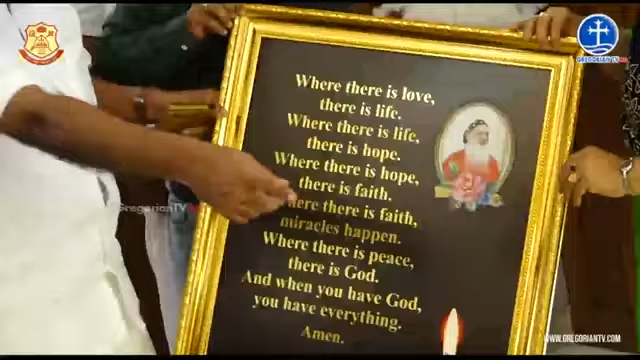 GREGORIAN TV
Where there is love,
there is life.
Where there is life,
there is hope.
Where there is hope,
there is faith.
there is faith,
miracles happen.
Where there is peace,
there is God.
And when you have God,
you have everything.
Amen.
GregorianTV
WWW.GREGORIANTV.COM